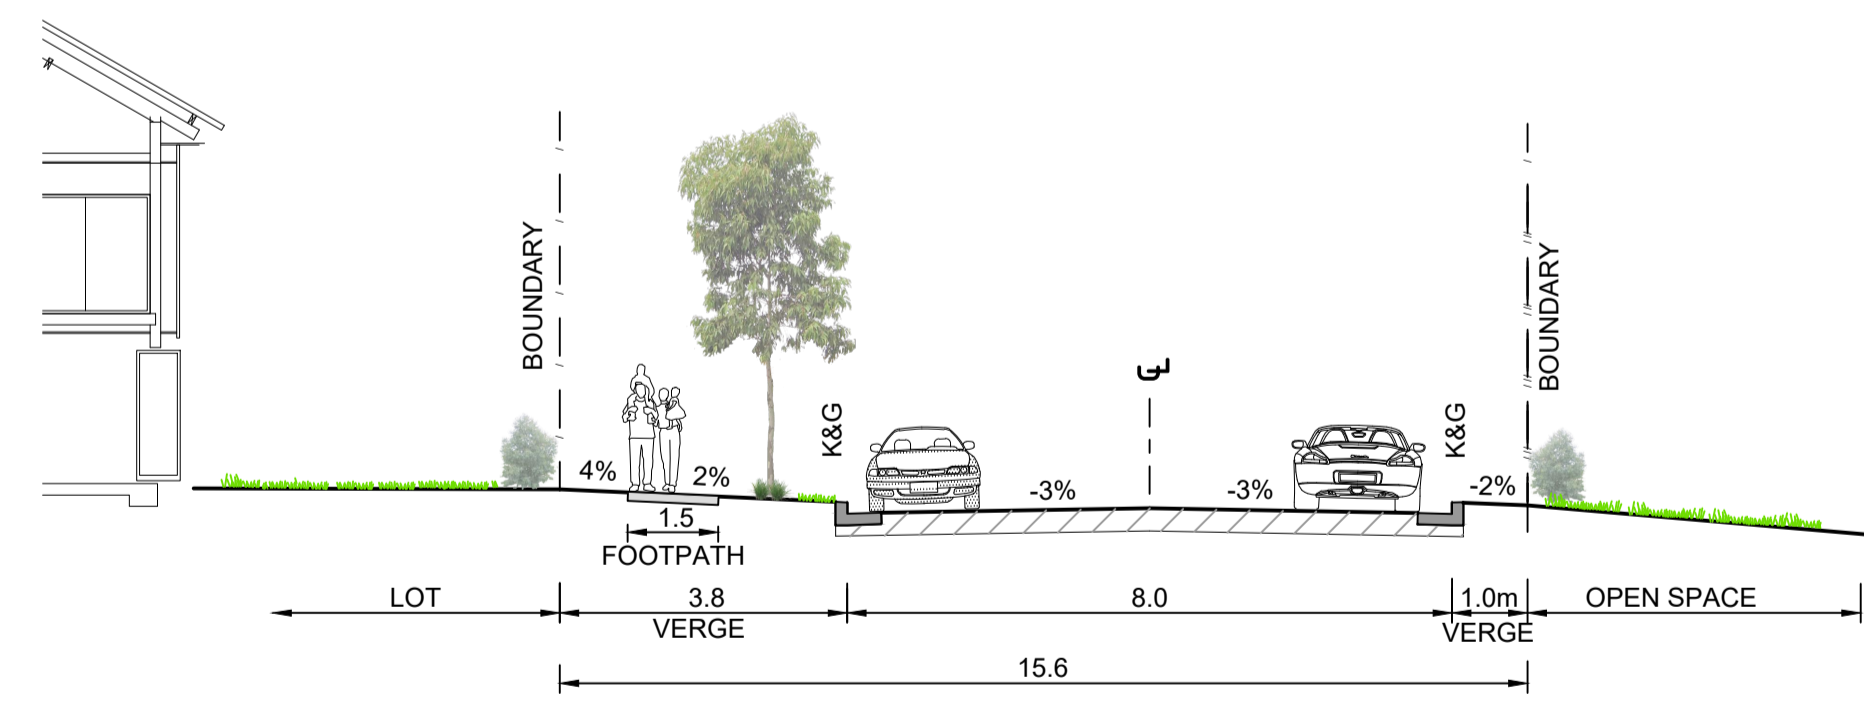 BOUNDARY
BOUNDARY
K&G
K&G
4%
2%
-3%
-3%
-2%
1.5
FOOTPATH
LOT
3.8
8.0
1.0m
OPEN SPACE
VERGE
VERGE
15.6